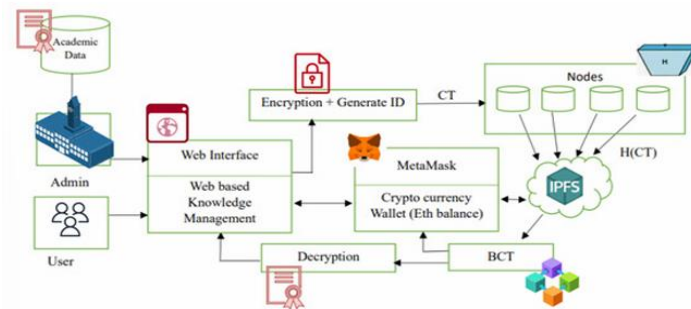 Academic
Data
Admin
User
Web Interface
Web based
Knowledge
Management
Encryption + Generate ID
CT
H
Nodes
H(CT)
IPFS
MetaMask
Crypto currency
Wallet (Eth balance)
Decryption
BCT